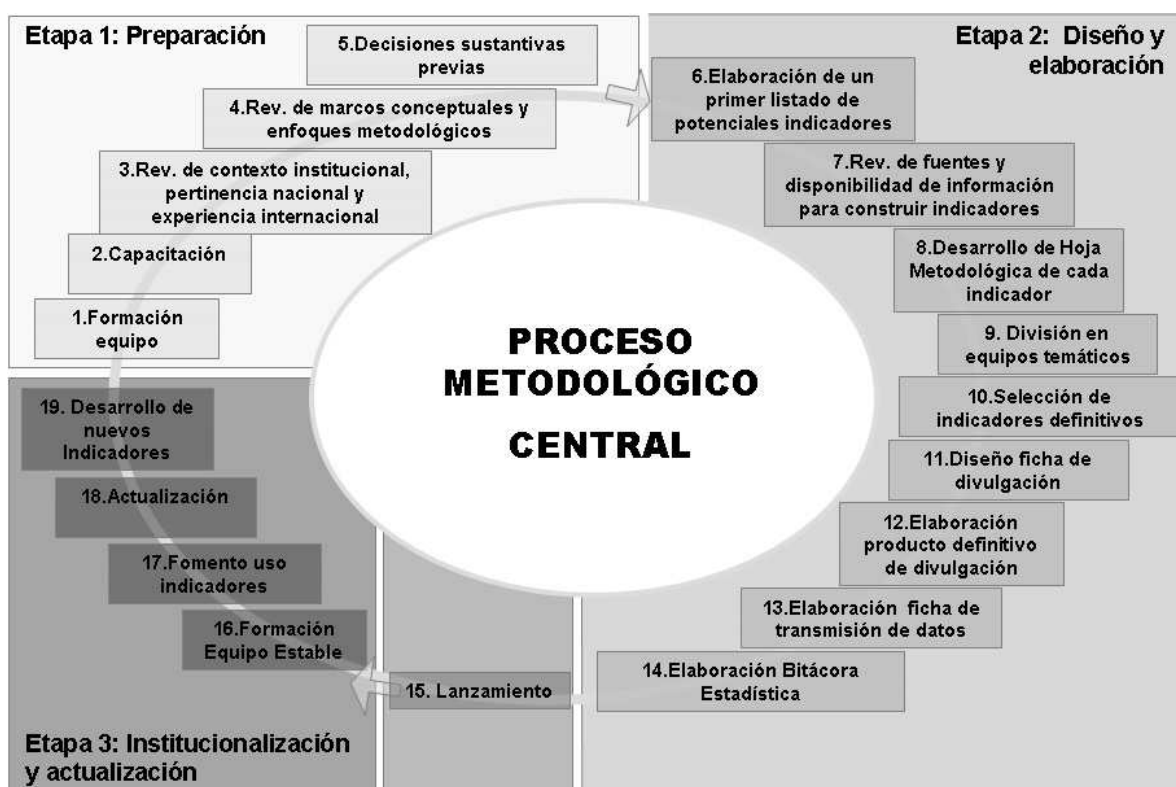 Etapa 1: Preparación
5.Decisiones sustantivas
previas
4.Rev. de marcos conceptuales y
enfoques metodológicos
3.Rev. de contexto institucional,
pertinencia nacional y
experiencia internacional
2.Capacitación
1.Formación
equipo
Etapa 2: Diseño y
elaboración
6.Elaboración de un
primer listado de
potenciales indicadores
7.Rev. de fuentes y
disponibilidad de información
para construir indicadores
8.Desarrollo de Hoja
Metodológica de cada
indicador
9. División en
equipos temáticos
10.Selección de
indicadores definitivos
11.Diseño ficha de
divulgación
12.Elaboración
producto definitivo
de divulgación
13.Elaboración ficha de
transmisión de datos
14.Elaboración Bitácora
Estadística
PROCESO
METODOLÓGICO
CENTRAL
15. Lanzamiento
16.Formación
Equipo Estable
17.Fomento uso
indicadores
18.Actualización
19. Desarrollo de
nuevos
Indicadores
Etapa 3: Institucionalización
y actualización